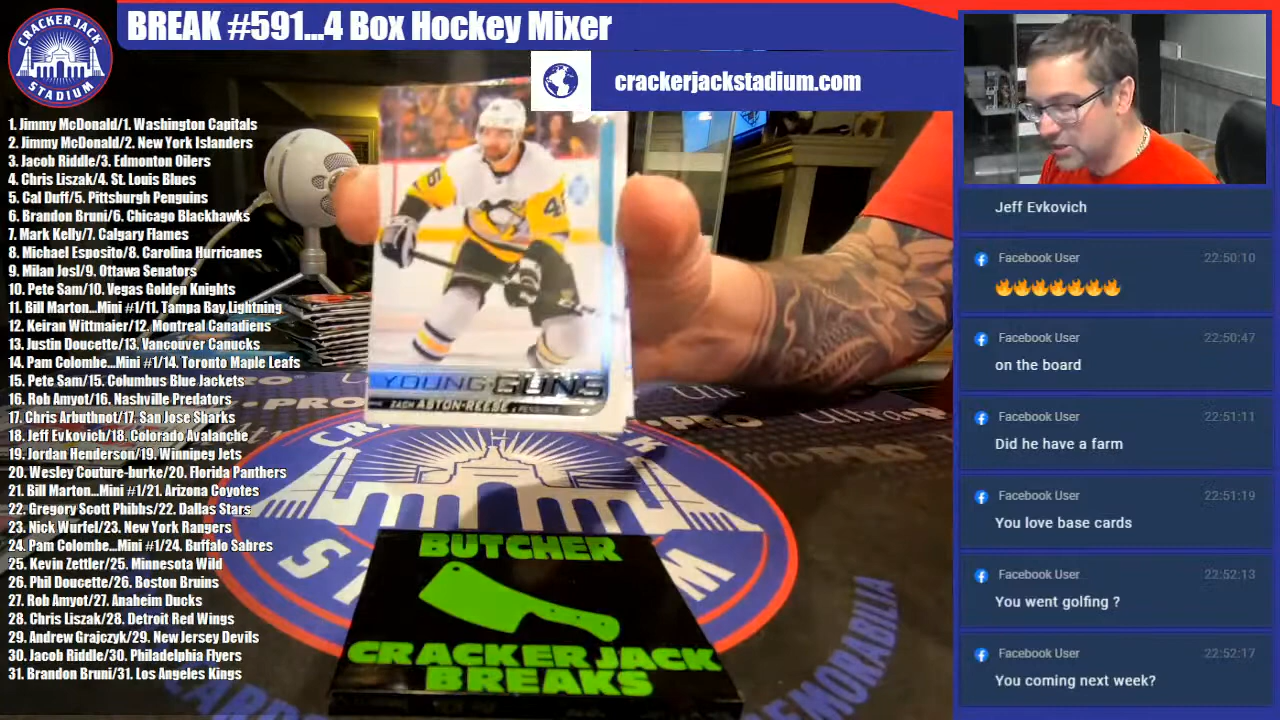 CRACKER JACK
STADIUM
BREAK #591...4 Box Hockey Mixer
crackerjackstadium.com
1. Jimmy McDonald/1. Washington Capitals
2. Jimmy McDonald/2. New York Islanders
3. Jacob Riddle/3. Edmonton Oilers
4. Chris Liszak/4. St. Louis Blues
5. Cal Duff/5. Pittsburgh Penguins
6. Brandon Bruni/6. Chicago Blackhawks
7. Mark Kelly/7. Calgary Flames
8. Michael Esposito/8. Carolina Hurricanes
9. Milan Josl/9. Ottawa Senators
10. Pete Sam/10. Vegas Golden Knights
11. Bill Marton...Mini #1/11. Tampa Bay Lightning
12. Keiran Wittmaier/12. Montreal Canadiens
13. Justin Doucette/13. Vancouver Canucks
14. Pam Colombe...Mini #1/14. Toronto Maple Leafs
15. Pete Sam/15. Columbus Blue Jackets
16. Rob Amyot/16. Nashville Predators
17. Chris Arbuthnot/17. San Jose Sharks
18. Jeff Evkovich/18. Colorado Avalanche
19. Jordan Henderson/19. Winnipeg Jets
20. Wesley Couture-burke/20. Florida Panthers
21. Bill Marton...Mini #1/21. Arizona Coyotes
22. Gregory Scott Phibbs/22. Dallas Stars
23. Nick Wurfel/23. New York Rangers
24. Pam Colombe...Mini #1/24. Buffalo Sabres
25. Kevin Zettler/25. Minnesota Wild
26. Phil Doucette/26. Boston Bruins
27. Rob Amyot/27. Anaheim Ducks
28. Chris Liszak/28. Detroit Red Wings
29. Andrew Grajczyk/29. New Jersey Devils
30. Jacob Riddle/30. Philadelphia Flyers
31. Brandon Bruni/31. Los Angeles Kings
YOUNG GUNS
ZACH ASTON-REESE
BUTCHER
CRACKER JACK
BREAKS
MEMORABILIA
Jeff Evkovich
Facebook User 22:50:10
🔥🔥🔥🔥🔥🔥🔥
Facebook User 22:50:47
on the board
Facebook User 22:51:11
Did he have a farm
Facebook User 22:51:19
You love base cards
Facebook User 22:52:13
You went golfing ?
Facebook User 22:52:17
You coming next week?